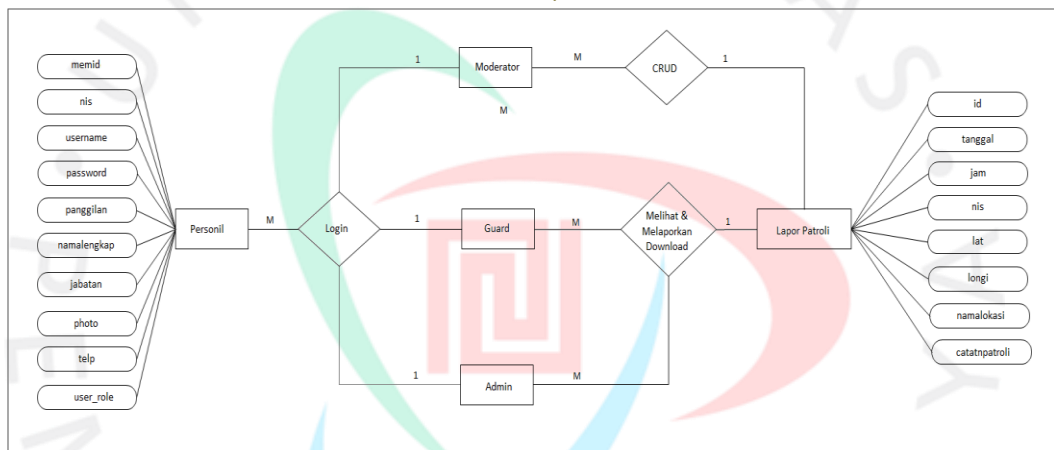 memid
nis
username
password
panggilan
namalengkap
jabatan
photo
telp
user_role
Personil
M
Login
1
Moderator
M
CRUD
1
M
1
Guard
M
Melihat &
Melaporkan
Download
1
Lapor Patroli
1
Admin
M
id
tanggal
jam
nis
lat
longi
namalokasi
catatnpatroli